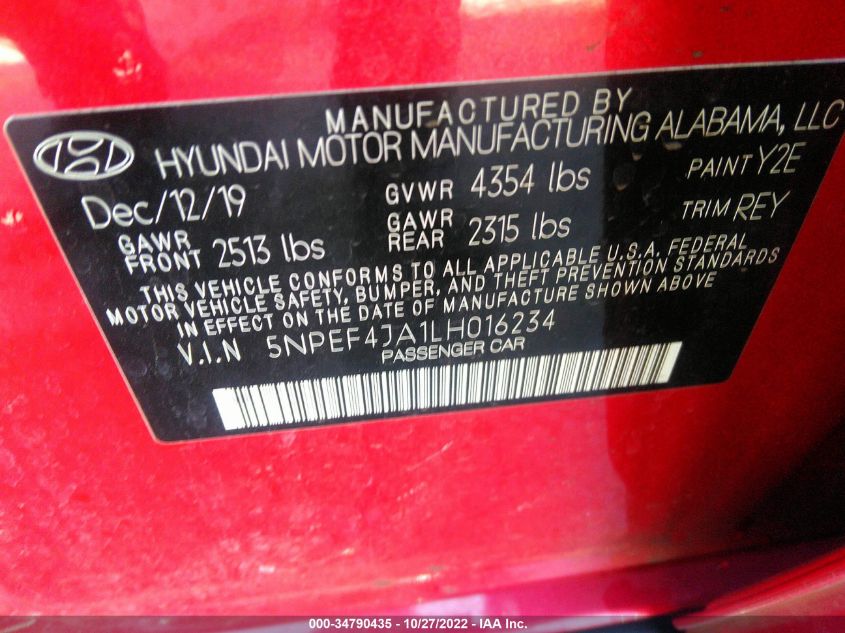 MANUFACTURED BY
HYUNDAI MOTOR MANUFACTURING ALABAMA, LLC
Dec/12/19 GVWR 4354 lbs PAINT Y2E
GAWR FRONT 2513 lbs GAWR REAR 2315 lbs TRIM REY
THIS VEHICLE CONFORMS TO ALL APPLICABLE U.S.A. FEDERAL
MOTOR VEHICLE SAFETY, BUMPER, AND THEFT PREVENTION STANDARDS
IN EFFECT ON THE DATE OF MANUFACTURE SHOWN ABOVE
V.I.N 5NPEF4JA1LH016234
PASSENGER CAR
000-34790435 - 10/27/2022 - IAA Inc.